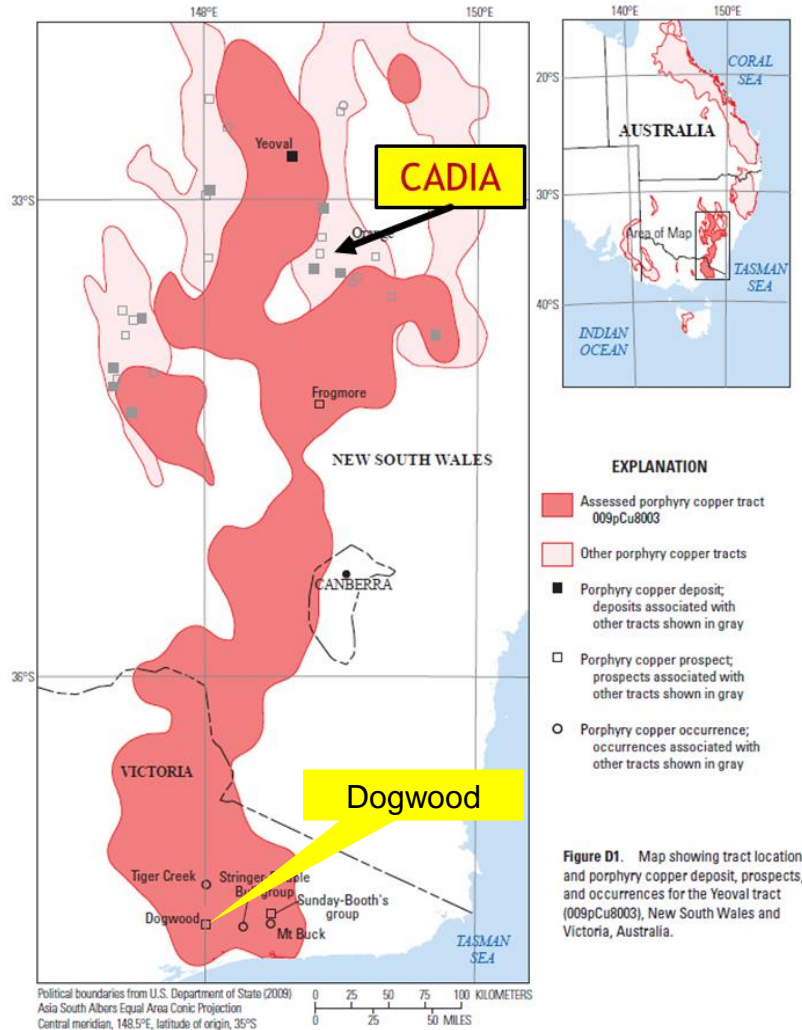 148°E
150°E
Yeoval
33°S
CADIA
Orange
Frogmore
NEW SOUTH WALES
CANBERRA
36°S
VICTORIA
Dogwood
Tiger Creek
Stringer
group
Sunday-Booth's
group
Dogwood
Mt Buck
TASMAN
SEA
Political boundaries from U.S. Department of State (2009)
Asia South Albers Equal Area Conic Projection
Central meridian, 148.5°E, latitude of origin, 35°S
0 25 50 75 100 KILOMETERS
0 25 50 MILES
140°E
150°E
CORAL
SEA
20°S
AUSTRALIA
30°S
Area of Map
TASMAN
SEA
40°S
INDIAN
OCEAN
EXPLANATION
Assessed porphyry copper tract
009pCu8003
Other porphyry copper tracts
Porphyry copper deposit;
deposits associated with
other tracts shown in gray
Porphyry copper prospect;
prospects associated with
other tracts shown in gray
Porphyry copper occurrence;
occurrences associated with
other tracts shown in gray
Figure D1. Map showing tract location
and porphyry copper deposit, prospects,
and occurrences for the Yeoval tract
(009pCu8003), New South Wales and
Victoria, Australia.